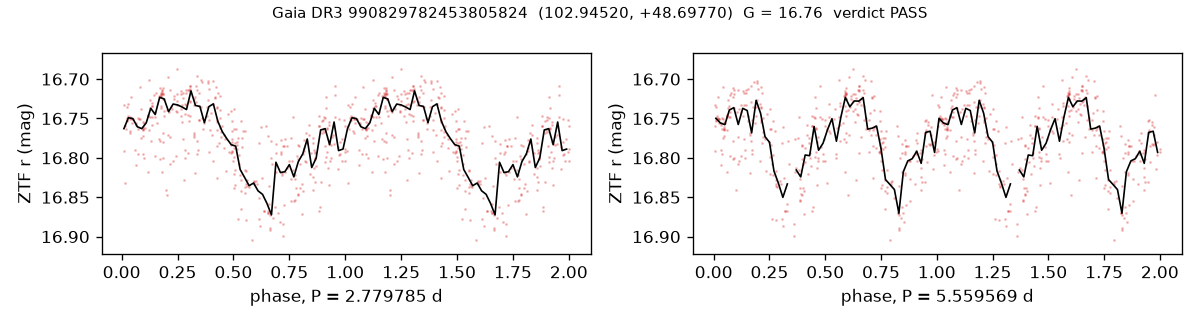 Gaia DR3 990829782453805824  (102.94520, +48.69770)  G = 16.76  verdict PASS
ZTF r (mag)
16.70
16.75
16.80
16.85
16.90
0.00 0.25 0.50 0.75 1.00 1.25 1.50 1.75 2.00
phase, P = 2.779785 d
ZTF r (mag)
16.70
16.75
16.80
16.85
16.90
0.00 0.25 0.50 0.75 1.00 1.25 1.50 1.75 2.00
phase, P = 5.559569 d